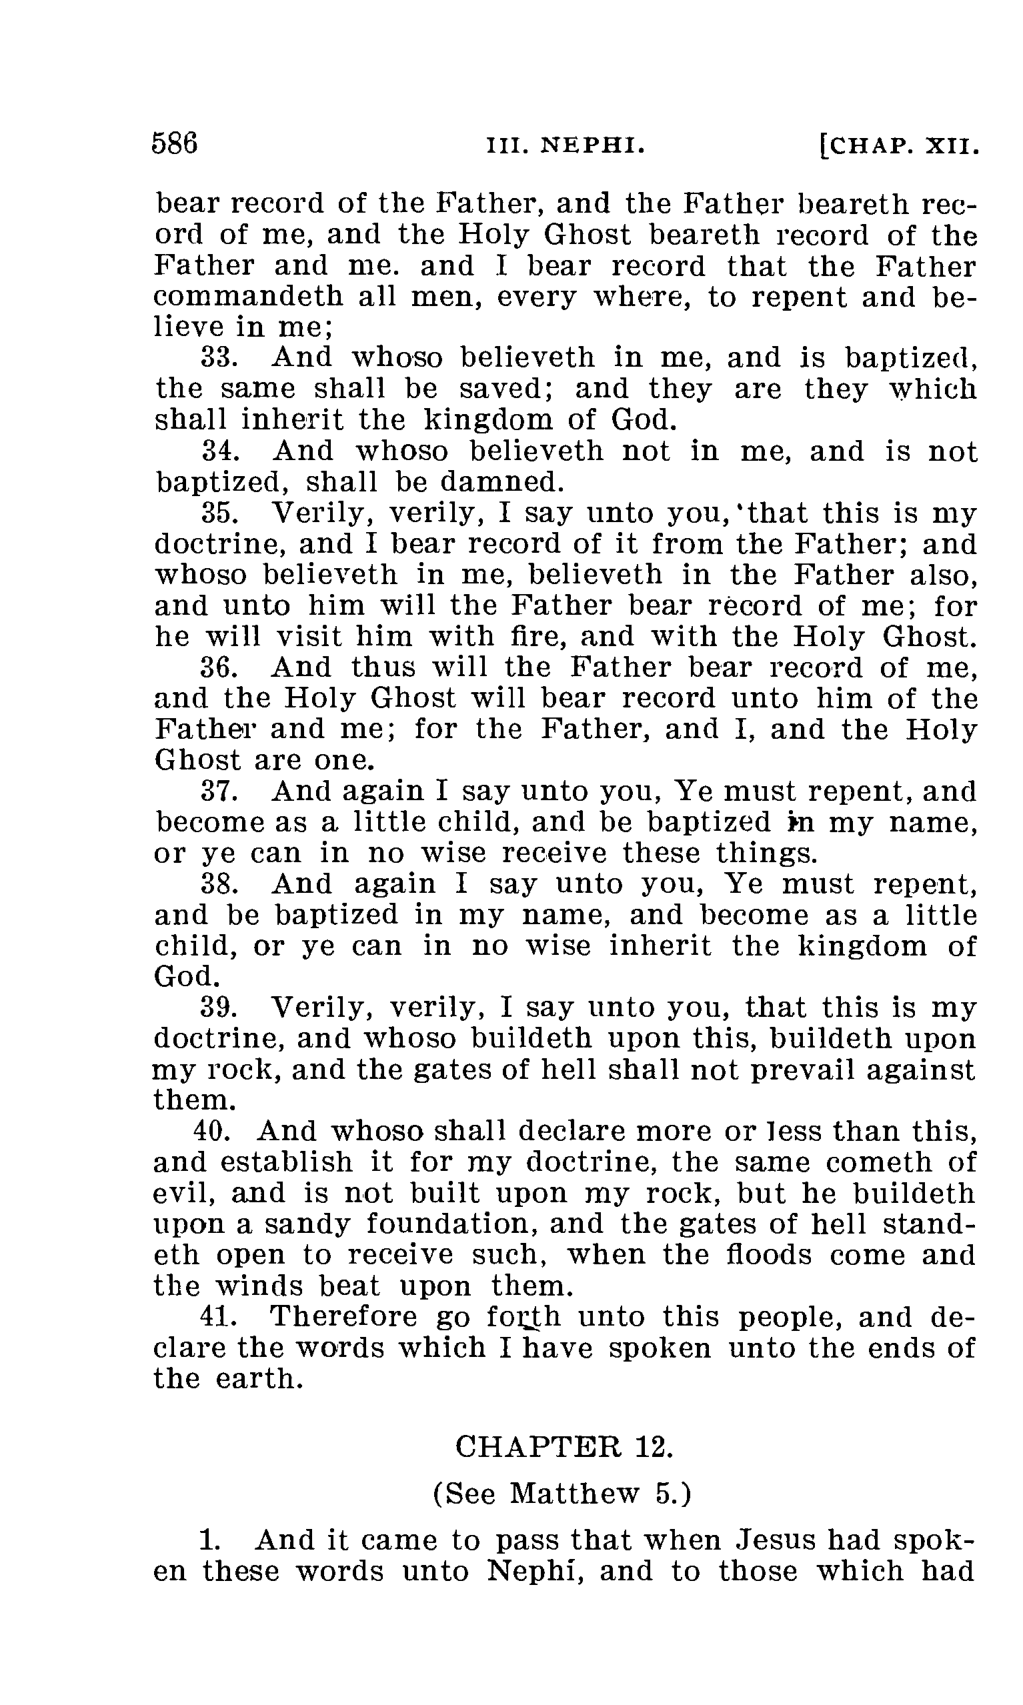 586 III. NEPHI. [CHAP. XII.
bear record of the Father, and the Father beareth rec-
ord of me, and the Holy Ghost beareth record of the
Father and me. and I bear record that the Father
commandeth all men, every where, to repent and be-
lieve in me;
33. And whoso believeth in me, and is baptized,
the same shall be saved; and they are they which
shall inherit the kingdom of God.
34. And whoso believeth not in me, and is not
baptized, shall be damned.
35. Verily, verily, I say unto you, 'that this is my
doctrine, and I bear record of it from the Father; and
whoso believeth in me, believeth in the Father also,
and unto him will the Father bear record of me; for
he will visit him with fire, and with the Holy Ghost.
36. And thus will the Father bear record of me,
and the Holy Ghost will bear record unto him of the
Father and me; for the Father, and I, and the Holy
Ghost are one.
37. And again I say unto you, Ye must repent, and
become as a little child, and be baptized in my name,
or ye can in no wise receive these things.
38. And again I say unto you, Ye must repent,
and be baptized in my name, and become as a little
child, or ye can in no wise inherit the kingdom of
God.
39. Verily, verily, I say unto you, that this is my
doctrine, and whoso buildeth upon this, buildeth upon
my rock, and the gates of hell shall not prevail against
them.
40. And whoso shall declare more or less than this,
and establish it for my doctrine, the same cometh of
evil, and is not built upon my rock, but he buildeth
upon a sandy foundation, and the gates of hell stand-
eth open to receive such, when the floods come and
the winds beat upon them.
41. Therefore go forth unto this people, and de-
clare the words which I have spoken unto the ends of
the earth.
CHAPTER 12.
(See Matthew 5.)
1. And it came to pass that when Jesus had spok-
en these words unto Nephi, and to those which had